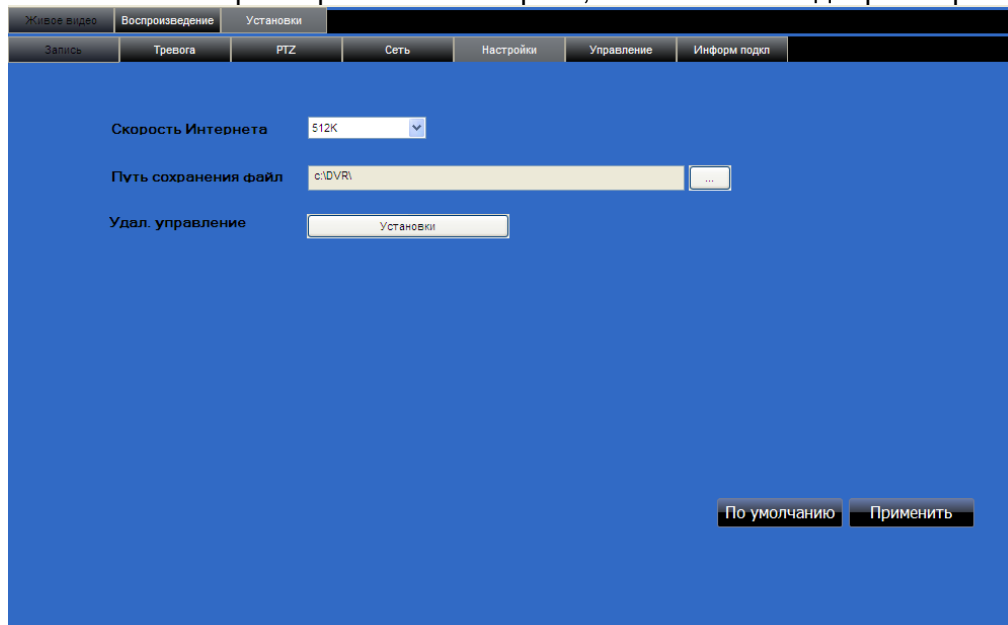 Живое видео Воспроизведение Установки
Запись Тревога PTZ Сеть Настройки Управление Информ подкл
Скорость Интернета 512K
Путь сохранения файл c:\DVR\ ...
Удал. управление Установки
По умолчанию Применить